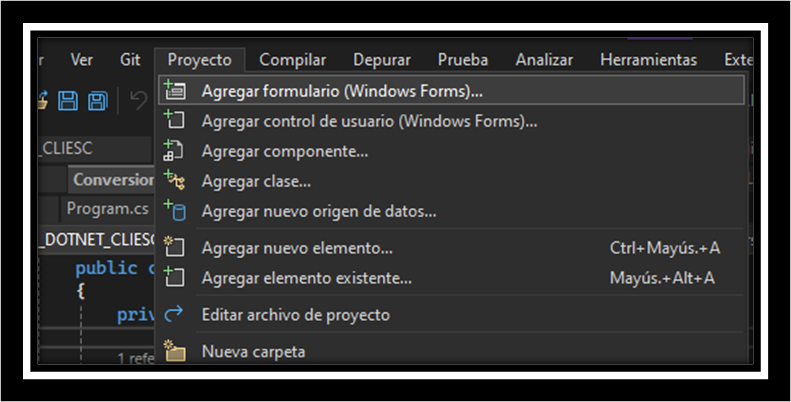 r Ver Git Proyecto Compilar Depurar Prueba Analizar Herramientas Exte
Agregar formulario (Windows Forms)...
Agregar control de usuario (Windows Forms)...
_CLIESC
Agregar componente...
Conversion
Agregar clase...
Program.cs
Agregar nuevo origen de datos...
_DOTNET_CLIESC
Agregar nuevo elemento... Ctrl+Mayús.+A
public c
Agregar elemento existente... Mayús.+Alt+A
{
priv
Editar archivo de proyecto
1 refe
Nueva carpeta